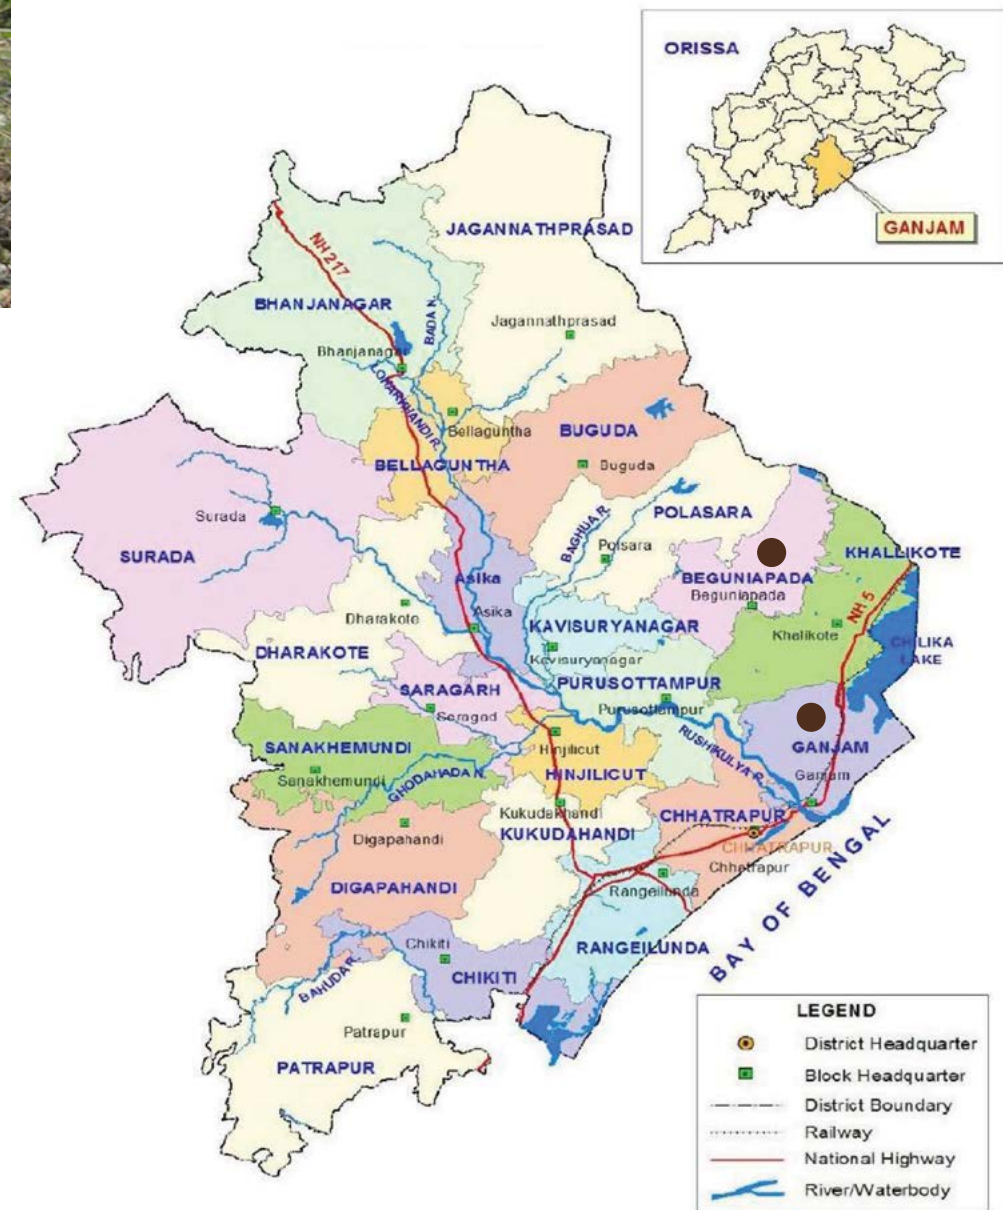 ORISSA
GANJAM
JAGANNATHPRASAD
NH 217
BHANJANAGAR
BADA N.
Jagannathprasad
Bhanjanagar
Bellaguntha
BUGUDA
BELLAGUNTHA
Buguda
Surada
SURADA
BAGHUA R.
POLASARA
Polsara
KHALLIKOTE
BEGUNIAPADA
Beguniapada
ASIKA
Asika
Dharakote
KAVISURYANAGAR
Khalikote
NH 5
CHILIKA
LAKE
DHARAKOTE
Kavisuryanagar
SARAGARH
PURUSOTTAMPUR
Saragad
Purusottampur
SANAKHEMUNDI
Hinjilicut
RUSHIKULYA R.
GANJAM
Sanakhemundi
GHODAHADA N.
HINJILICUT
Ganjam
Kukudakhandi
CHHATRAPUR
Digapahandi
KUKUDAHANDI
CHHATRAPUR
Chhatrapur
DIGAPAHANDI
Rangeilunda
BAY OF BENGAL
Chikiti
RANGEILUNDA
BAHUDA R.
CHIKITI
Patrapur
PATRAPUR
LEGEND
District Headquarter
Block Headquarter
District Boundary
Railway
National Highway
River/Waterbody